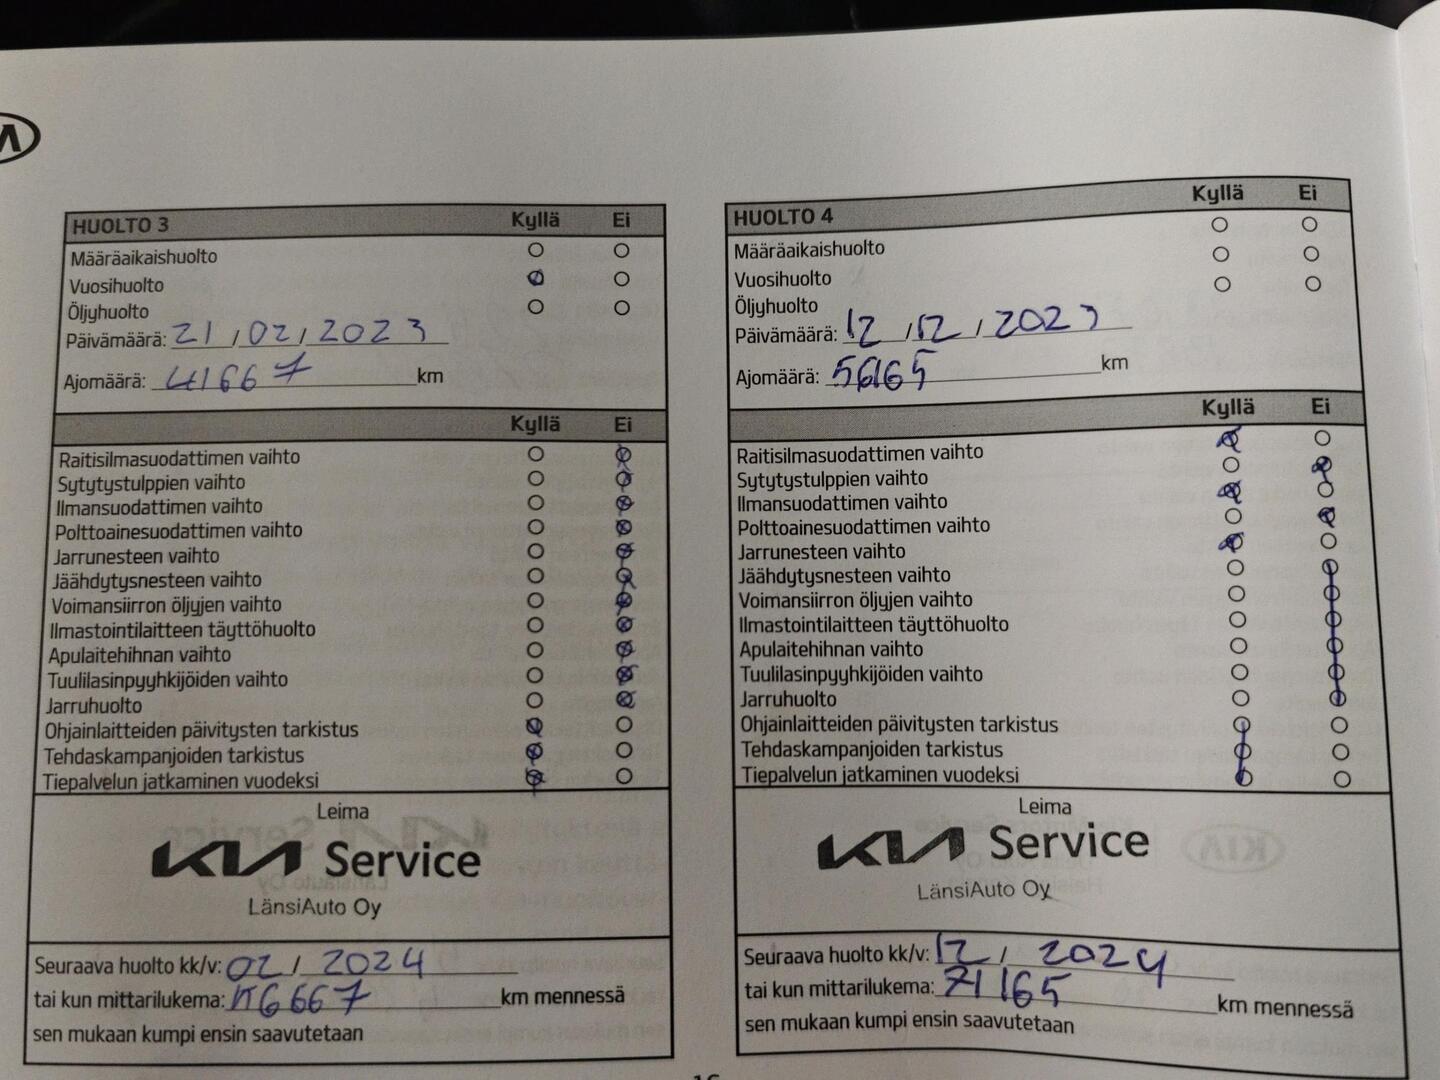 HUOLTO 3 Kyllä Ei
Määräaikaishuolto
Vuosihuolto
Öljyhuolto
Päivämäärä: 21/02/2023
Ajomäärä: 41667 km
Kyllä Ei
Raitisilmasuodattimen vaihto
Sytytystulppien vaihto
Ilmansuodattimen vaihto
Polttoainesuodattimen vaihto
Jarrunesteen vaihto
Jäähdytysnesteen vaihto
Voimansiirron öljyjen vaihto
Ilmastointilaitteen täyttöhuolto
Apulaitehihnan vaihto
Tuulilasinpyyhkijöiden vaihto
Jarruhuolto
Ohjainlaitteiden päivitysten tarkistus
Tehdaskampanjoiden tarkistus
Tiepalvelun jatkaminen vuodeksi
Leima
KIA Service
LänsiAuto Oy
Seuraava huolto kk/v: 02/2024
tai kun mittarilukema: km mennessä
sen mukaan kumpi ensin saavutetaan
HUOLTO 4 Kyllä Ei
Määräaikaishuolto
Vuosihuolto
Öljyhuolto
Päivämäärä: 12/12/2023
Ajomäärä: 56165 km
Kyllä Ei
Raitisilmasuodattimen vaihto
Sytytystulppien vaihto
Ilmansuodattimen vaihto
Polttoainesuodattimen vaihto
Jarrunesteen vaihto
Jäähdytysnesteen vaihto
Voimansiirron öljyjen vaihto
Ilmastointilaitteen täyttöhuolto
Apulaitehihnan vaihto
Tuulilasinpyyhkijöiden vaihto
Jarruhuolto
Ohjainlaitteiden päivitysten tarkistus
Tehdaskampanjoiden tarkistus
Tiepalvelun jatkaminen vuodeksi
Leima
KIA Service
LänsiAuto Oy
Seuraava huolto kk/v: 12/2024
tai kun mittarilukema: 71165 km mennessä
sen mukaan kumpi ensin saavutetaan